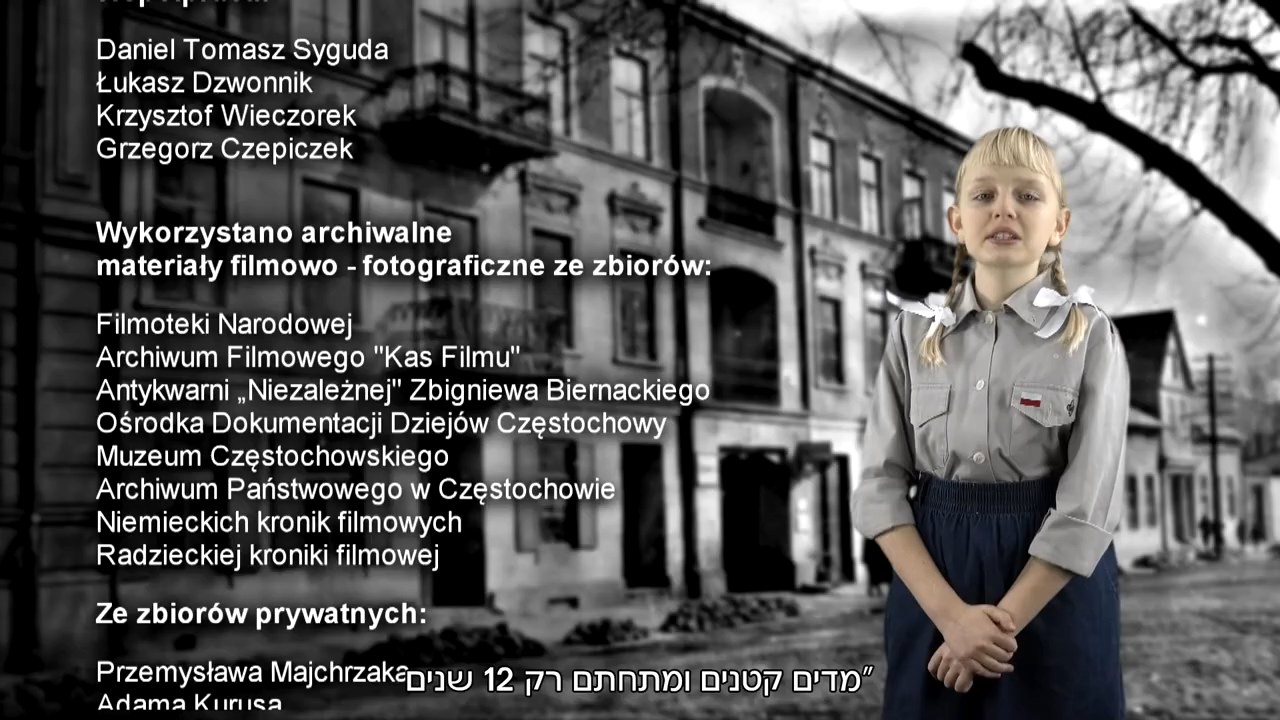 Daniel Tomasz Syguda
Łukasz Dzwonnik
Krzysztof Wieczorek
Grzegorz Czepiczek
Wykorzystano archiwalne
materiały filmowo - fotograficzne ze zbiorów:
Filmoteki Narodowej
Archiwum Filmowego "Kas Filmu"
Antykwarni „Niezależnej" Zbigniewa Biernackiego
Ośrodka Dokumentacji Dziejów Częstochowy
Muzeum Częstochowskiego
Archiwum Państwowego w Częstochowie
Niemieckich kronik filmowych
Radzieckiej kroniki filmowej
Ze zbiorów prywatnych:
Przemysława Majchrzaka
Adama Kurusa
"מדים קטנים ומתחתם רק 12 שנים